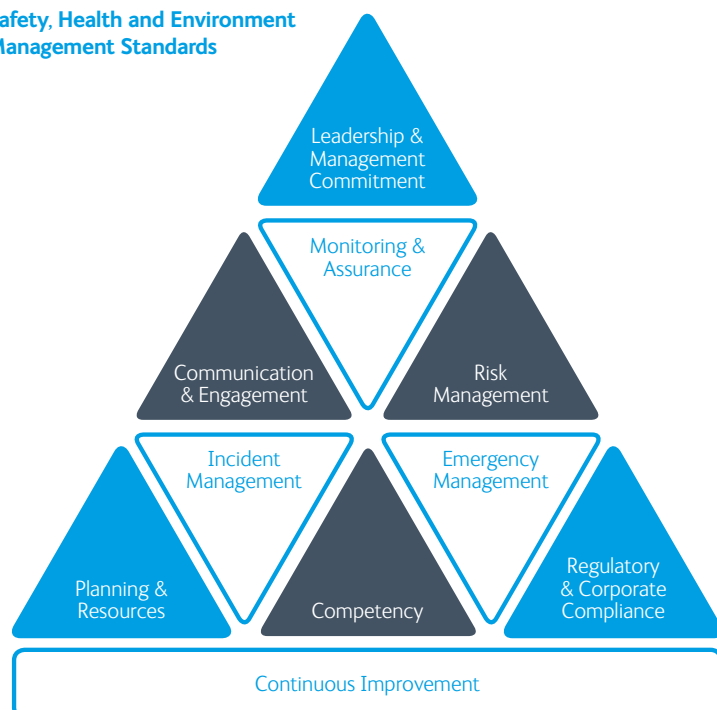 afety, Health and Environment
Management Standards
Leadership &
Management
Commitment
Monitoring &
Assurance
Communication
& Engagement
Risk
Management
Incident
Management
Emergency
Management
Planning &
Resources
Competency
Regulatory
& Corporate
Compliance
Continuous Improvement